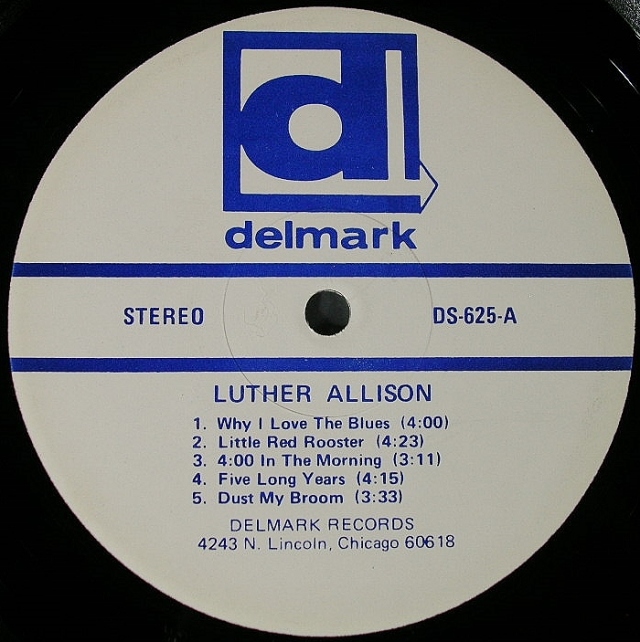 d
delmark
STEREO DS-625-A
LUTHER ALLISON
1. Why I Love The Blues (4:00)
2. Little Red Rooster (4:23)
3. 4:00 In The Morning (3:11)
4. Five Long Years (4:15)
5. Dust My Broom (3:33)
DELMARK RECORDS
4243 N. Lincoln, Chicago 60618